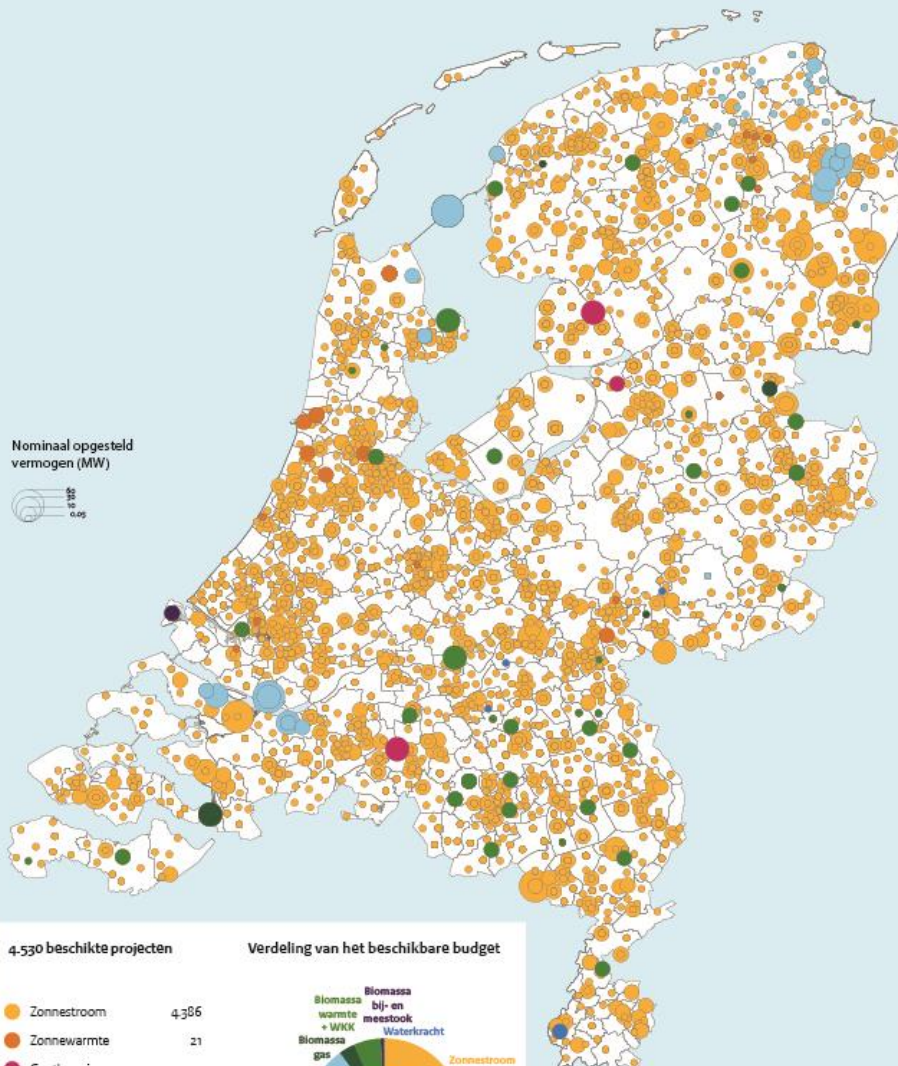 Nominaal opgesteld
vermogen (MW)
60
30
10
0.05
4.530 beschikte projecten
Zonnestroom 4.386
Zonnewarmte 21
Verdeling van het beschikbare budget
Biomassa
bij- en
meestook
Biomassa
warmte
+ WKK
Waterkracht
Biomassa
gas
Zonnestroom